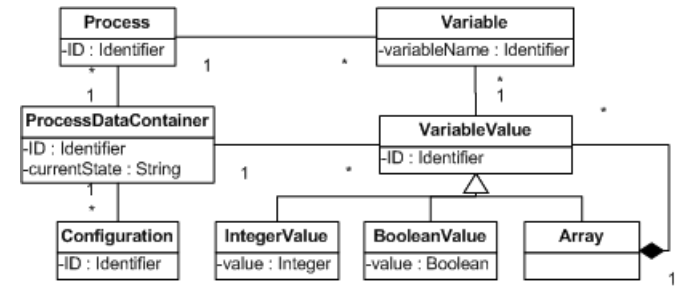 Process
-ID : Identifier
Variable
-variableName : Identifier
1
*
*
1
*
1
ProcessDataContainer
-ID : Identifier
-currentState : String
VariableValue
-ID : Identifier
*
1
*
1
*
Configuration
-ID : Identifier
IntegerValue
-value : Integer
BooleanValue
-value : Boolean
Array
1